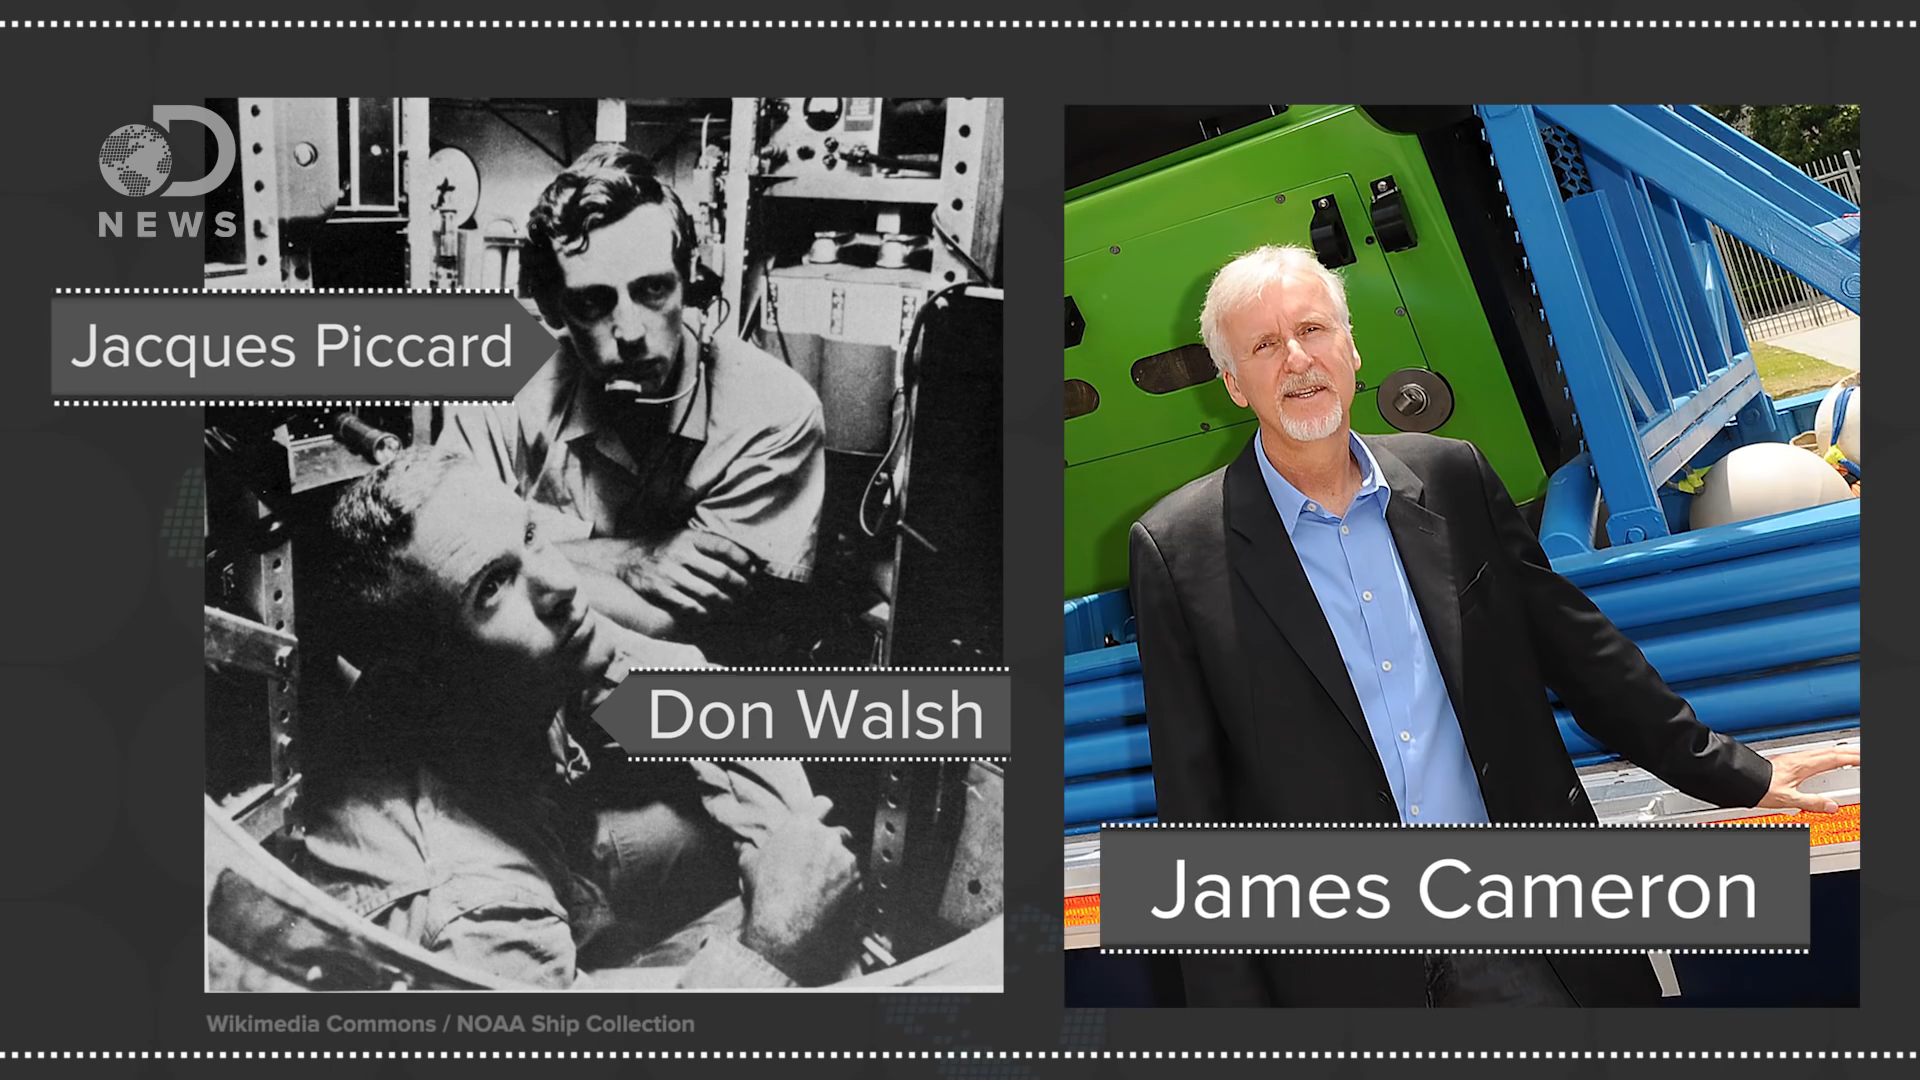 NEWS
Jacques Piccard
Don Walsh
James Cameron
Wikimedia Commons / NOAA Ship Collection